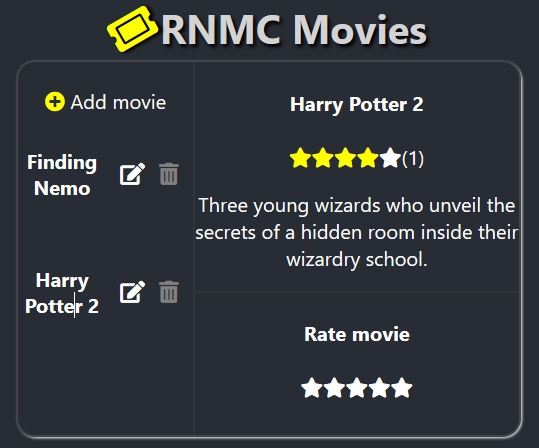 RNMC Movies
Add movie
Finding
Nemo
Harry
Potter 2
Harry Potter 2
(1)
Three young wizards who unveil the
secrets of a hidden room inside their
wizardry school.
Rate movie